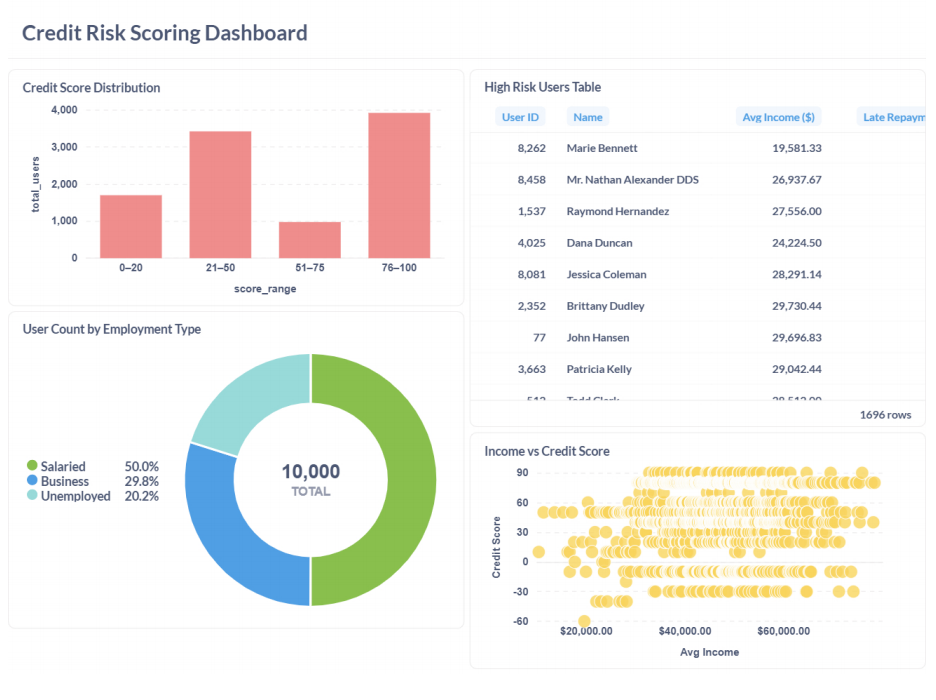 Credit Risk Scoring Dashboard
Credit Score Distribution
total_users
4,000
3,000
2,000
1,000
0
0–20 21–50 51–75 76–100
score_range
User Count by Employment Type
Salaried 50.0%
Business 29.8%
Unemployed 20.2%
10,000
TOTAL
High Risk Users Table
User ID Name Avg Income ($) Late Repaym
8,262 Marie Bennett 19,581.33
8,458 Mr. Nathan Alexander DDS 26,937.67
1,537 Raymond Hernandez 27,556.00
4,025 Dana Duncan 24,224.50
8,081 Jessica Coleman 28,291.14
2,352 Brittany Dudley 29,730.44
77 John Hansen 29,696.83
3,663 Patricia Kelly 29,042.44
1696 rows
Income vs Credit Score
Credit Score
90
60
30
0
-30
-60
$20,000.00 $40,000.00 $60,000.00
Avg Income